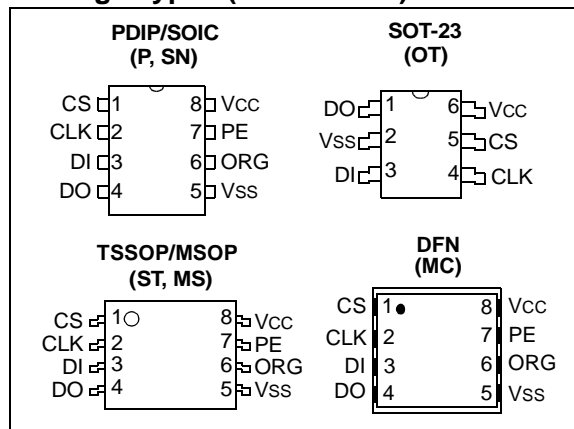 PDIP/SOIC
(P, SN)
CS 1 8 VCC
CLK 2 7 PE
DI 3 6 ORG
DO 4 5 VSS
SOT-23
(OT)
DO 1 6 VCC
VSS 2 5 CS
DI 3 4 CLK
TSSOP/MSOP
(ST, MS)
CS 1 8 VCC
CLK 2 7 PE
DI 3 6 ORG
DO 4 5 VSS
DFN
(MC)
CS 1 8 VCC
CLK 2 7 PE
DI 3 6 ORG
DO 4 5 VSS